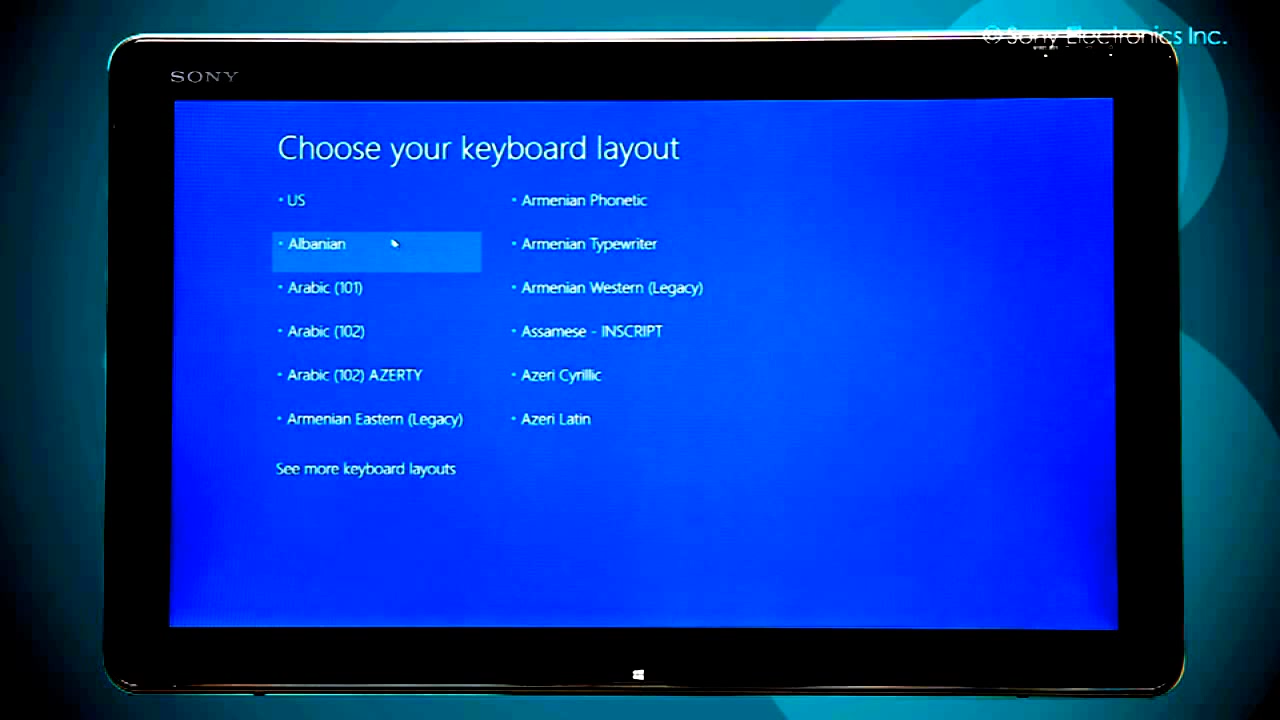 © Sony Electronics Inc.
SONY
Choose your keyboard layout
US
Albanian
Arabic (101)
Arabic (102)
Arabic (102) AZERTY
Armenian Eastern (Legacy)
Armenian Phonetic
Armenian Typewriter
Armenian Western (Legacy)
Assamese - INSCRIPT
Azeri Cyrillic
Azeri Latin
See more keyboard layouts